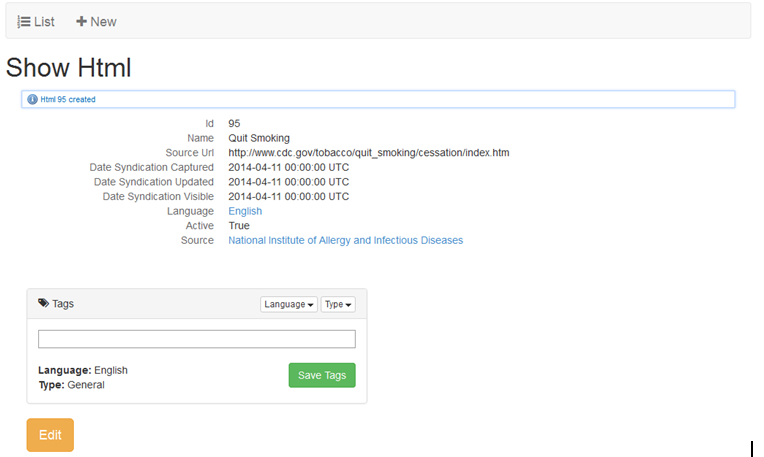 List New
Show Html
Html 95 created
Id 95
Name Quit Smoking
Source Url http://www.cdc.gov/tobacco/quit_smoking/cessation/index.htm
Date Syndication Captured 2014-04-11 00:00:00 UTC
Date Syndication Updated 2014-04-11 00:00:00 UTC
Date Syndication Visible 2014-04-11 00:00:00 UTC
Language English
Active True
Source National Institute of Allergy and Infectious Diseases
Tags Language Type
Language: English
Type: General
Save Tags
Edit